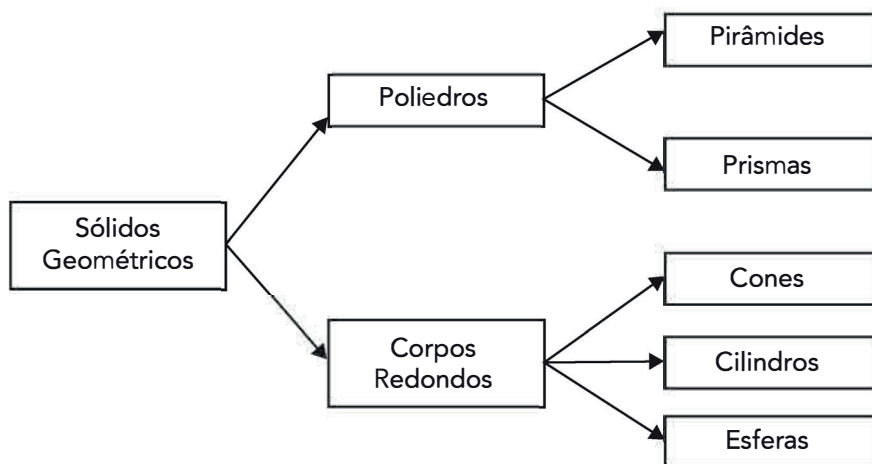 Pirâmides
Poliedros
Prismas
Sólidos
Geométricos
Cones
Corpos
Redondos
Cilindros
Esferas